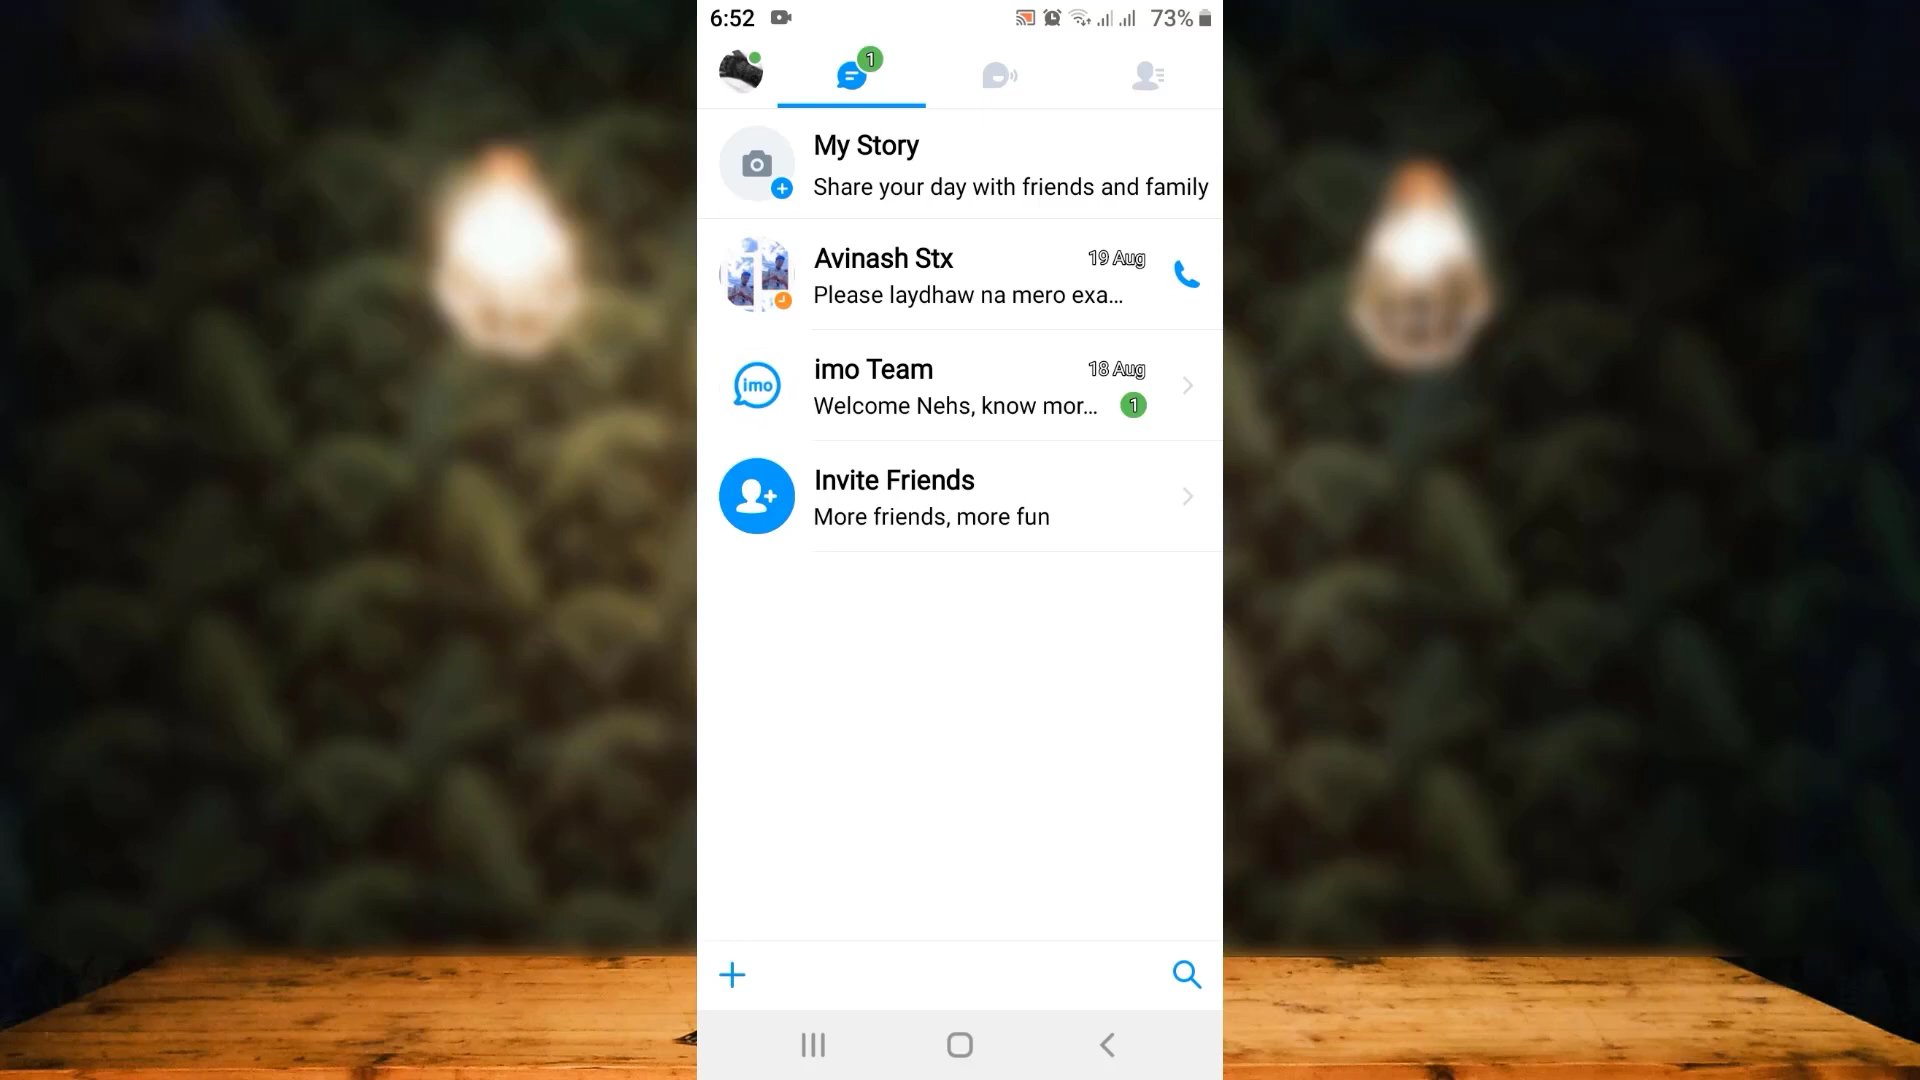 6:52
73%
1
My Story
Share your day with friends and family
Avinash Stx
19 Aug
Please laydhaw na mero exa...
imo
imo Team
18 Aug
Welcome Nehs, know mor...
1
Invite Friends
More friends, more fun